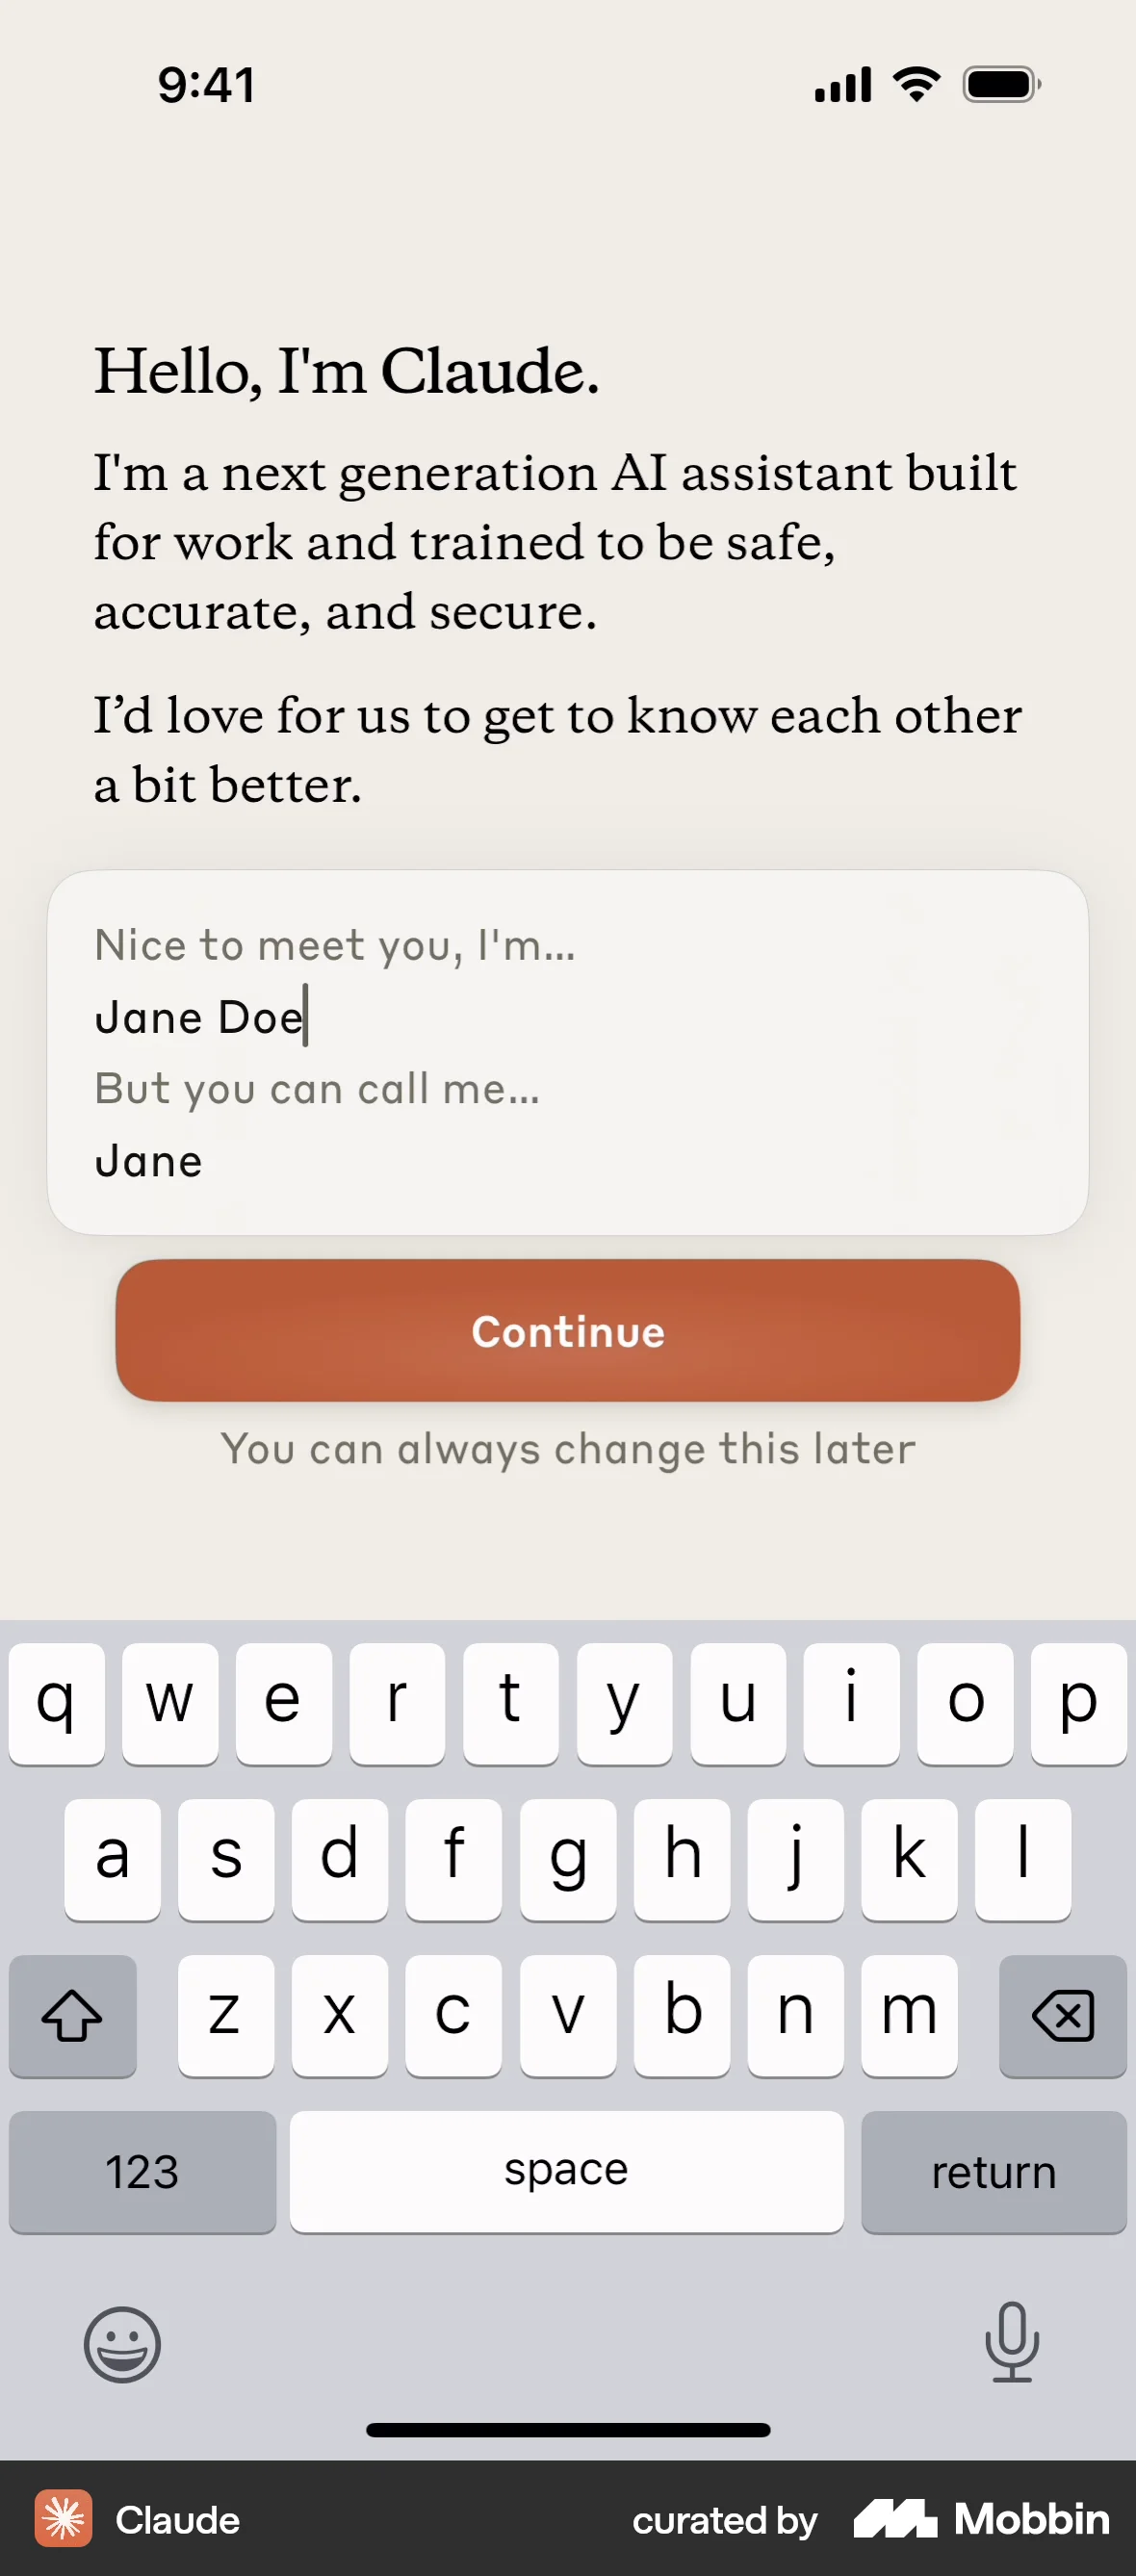 9:41
Hello, I'm Claude.
I'm a next generation AI assistant built
for work and trained to be safe,
accurate, and secure.
I’d love for us to get to know each other
a bit better.
Nice to meet you, I'm...
Jane Doe
But you can call me...
Jane
Continue
You can always change this later
q w e r t y u i o p
a s d f g h j k l
z x c v b n m
123 space return
Claude curated by Mobbin